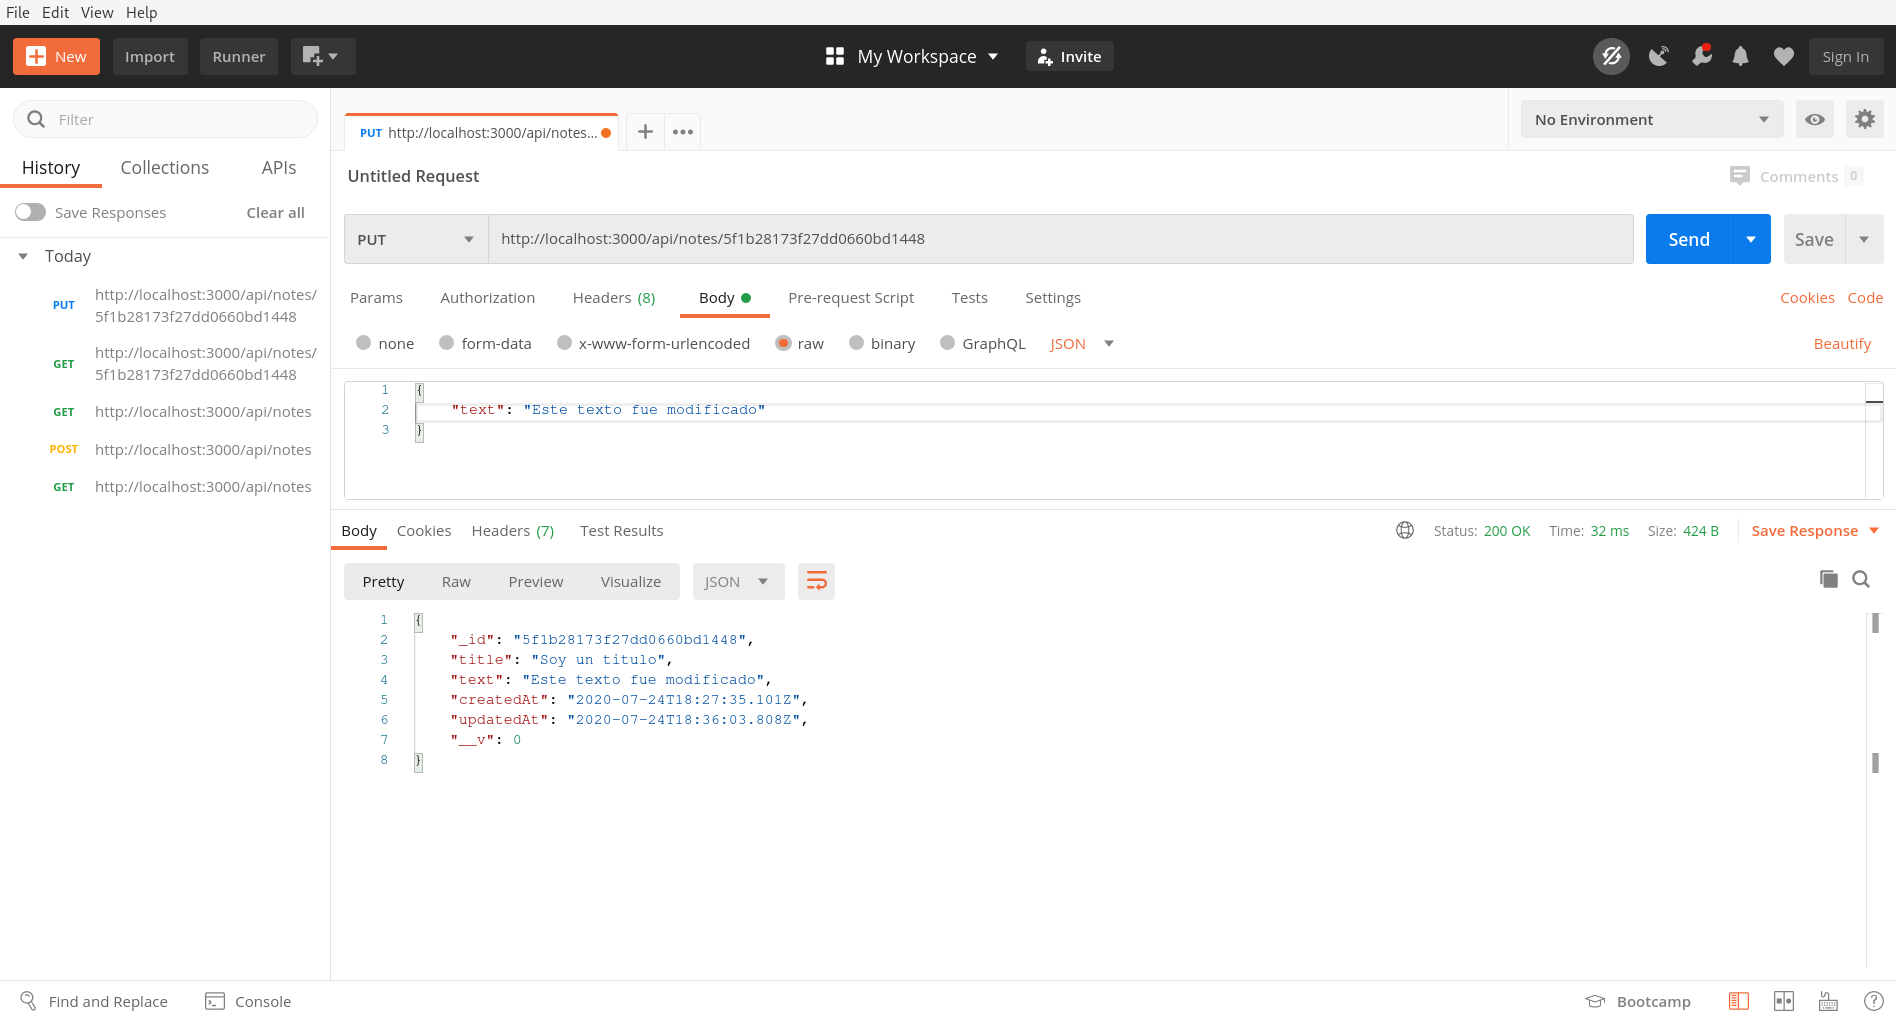 File Edit View Help
New Import Runner My Workspace Invite Sign In
Filter
History Collections APIs
Save Responses Clear all
Today
PUT http://localhost:3000/api/notes/
5f1b28173f27dd0660bd1448
GET http://localhost:3000/api/notes/
5f1b28173f27dd0660bd1448
GET http://localhost:3000/api/notes
POST http://localhost:3000/api/notes
GET http://localhost:3000/api/notes
PUT http://localhost:3000/api/notes...
No Environment
Untitled Request
Comments 0
PUT http://localhost:3000/api/notes/5f1b28173f27dd0660bd1448 Send Save
Params Authorization Headers (8) Body Pre-request Script Tests Settings Cookies Code
none form-data x-www-form-urlencoded raw binary GraphQL JSON Beautify
1 {
2 "text": "Este texto fue modificado"
3 }
Body Cookies Headers (7) Test Results Status: 200 OK Time: 32 ms Size: 424 B Save Response
Pretty Raw Preview Visualize JSON
1 {
2 "_id": "5f1b28173f27dd0660bd1448",
3 "title": "Soy un titulo",
4 "text": "Este texto fue modificado",
5 "createdAt": "2020-07-24T18:27:35.101Z",
6 "updatedAt": "2020-07-24T18:36:03.808Z",
7 "__v": 0
8 }
Find and Replace Console Bootcamp